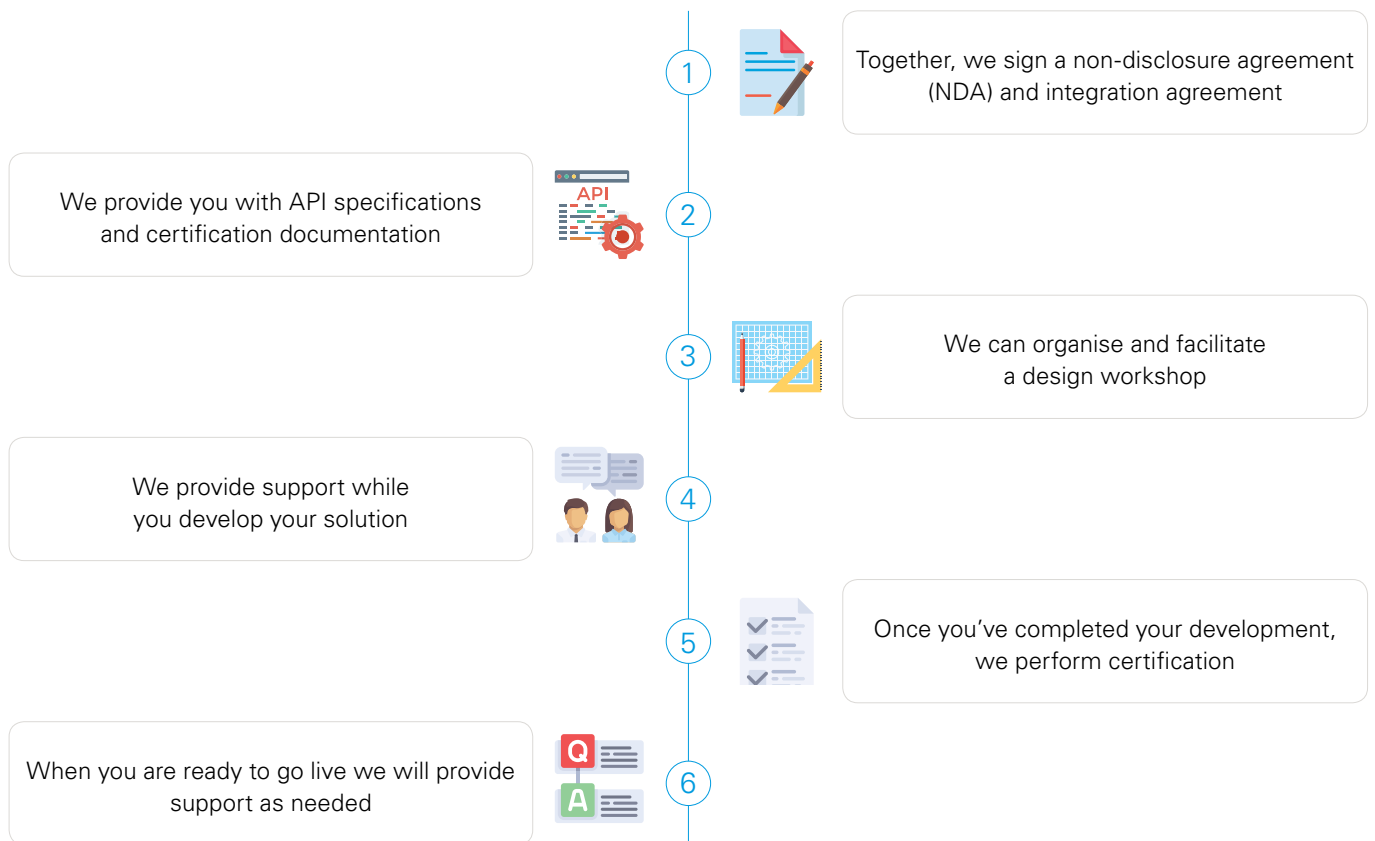 1
Together, we sign a non-disclosure agreement
(NDA) and integration agreement
We provide you with API specifications
and certification documentation
API
2
3
We can organise and facilitate
a design workshop
We provide support while
you develop your solution
4
5
Once you’ve completed your development,
we perform certification
When you are ready to go live we will provide
support as needed
Q
A
6